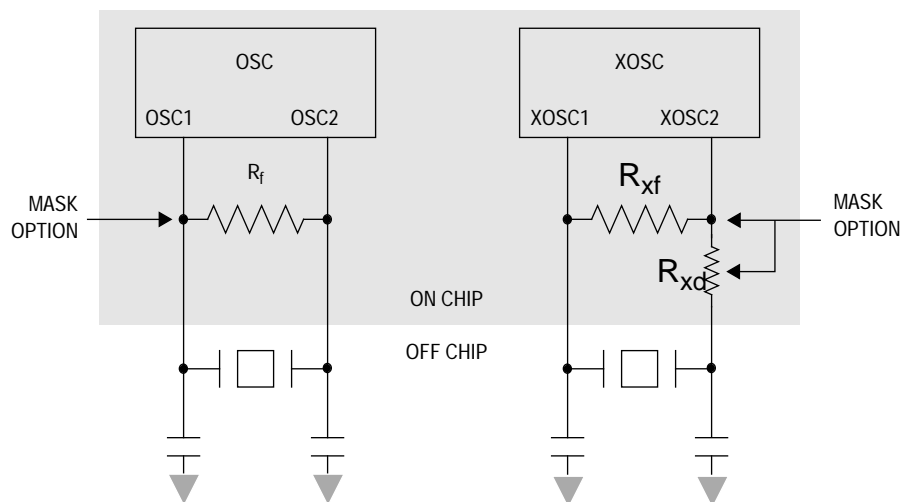 OSC
XOSC
OSC1
OSC2
XOSC1
XOSC2
Rf
Rxf
MASK
OPTION
MASK
OPTION
Rxd
ON CHIP
OFF CHIP